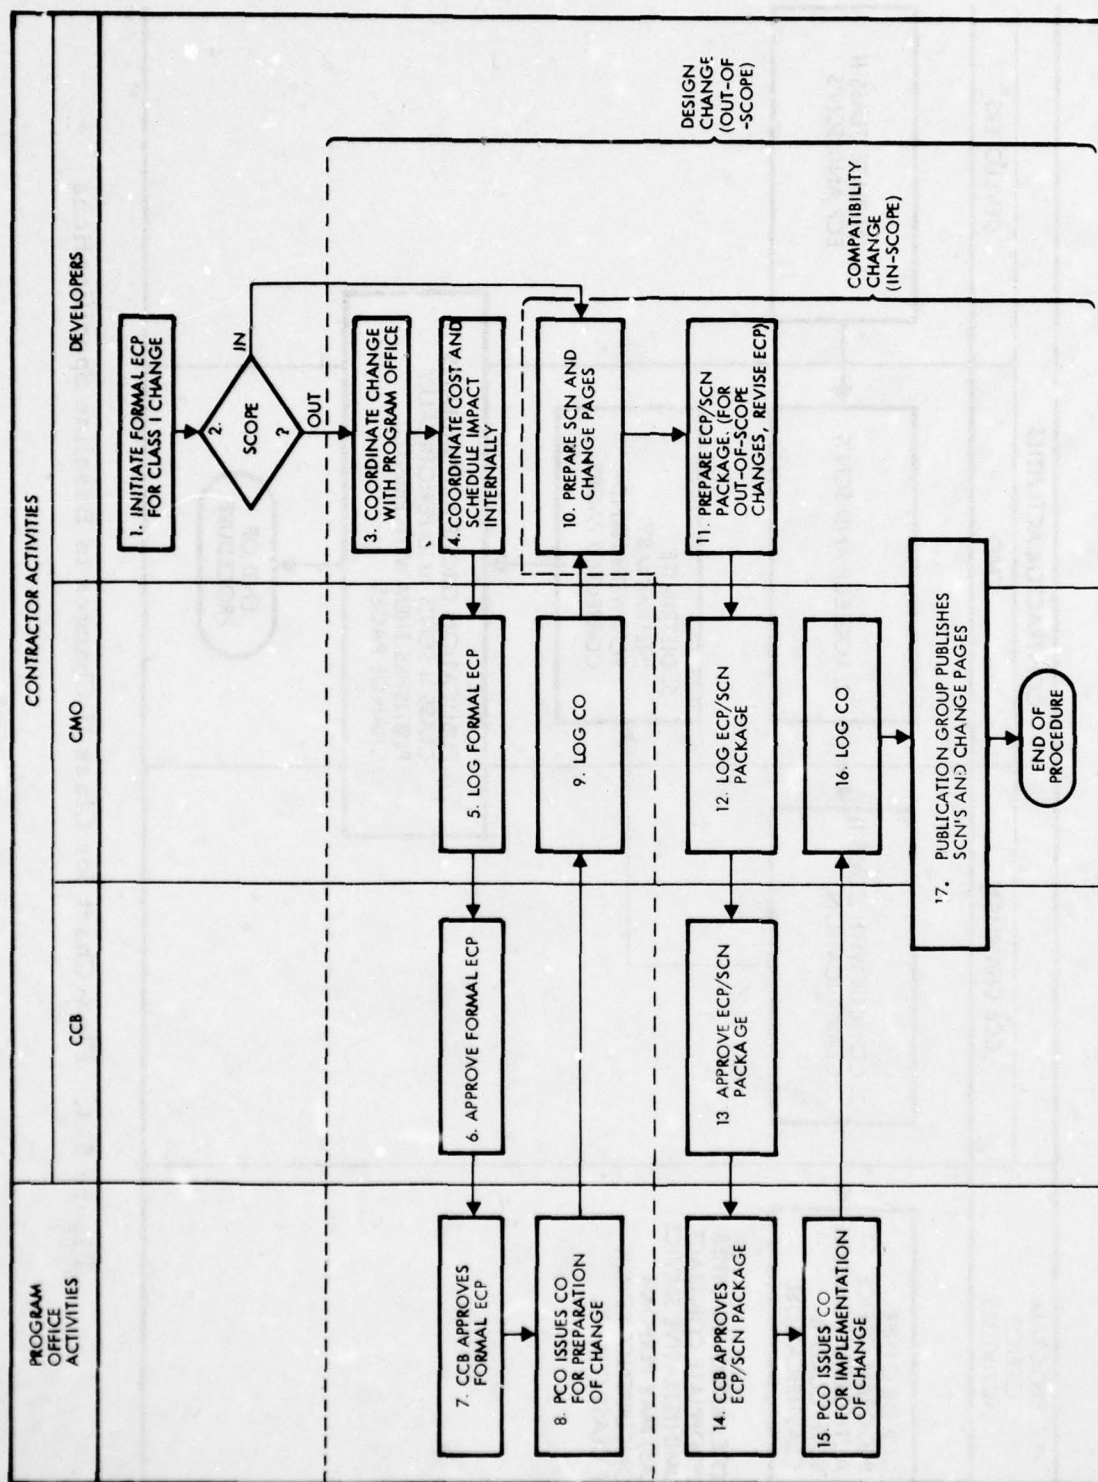 PROGRAM
OFFICE
ACTIVITIES
CONTRACTOR ACTIVITIES
CCB
CMO
DEVELOPERS
1. INITIATE FORMAL ECP
FOR CLASS I CHANGE
2.
SCOPE
?
IN
OUT
3. COORDINATE CHANGE
WITH PROGRAM OFFICE
4. COORDINATE COST AND
SCHEDULE IMPACT
INTERNALLY
5. LOG FORMAL ECP
6. APPROVE FORMAL ECP
7. CCB APPROVES
FORMAL ECP
8. PCO ISSUES CO
FOR PREPARATION
OF CHANGE
9. LOG CO
10. PREPARE SCN AND
CHANGE PAGES
11. PREPARE ECP/SCN
PACKAGE. (FOR
OUT-OF-SCOPE
CHANGES, REVISE ECP)
12. LOG ECP/SCN
PACKAGE
13 APPROVE ECP/SCN
PACKAGE
14. CCB APPROVES
ECP/SCN PACKAGE
15. PCO ISSUES CO
FOR IMPLEMENTATION
OF CHANGE
16. LOG CO
17. PUBLICATION GROUP PUBLISHES
SCN'S AND CHANGE PAGES
END OF
PROCEDURE
DESIGN
CHANGE
(OUT-OF
-SCOPE)
COMPATIBILITY
CHANGE
(IN-SCOPE)